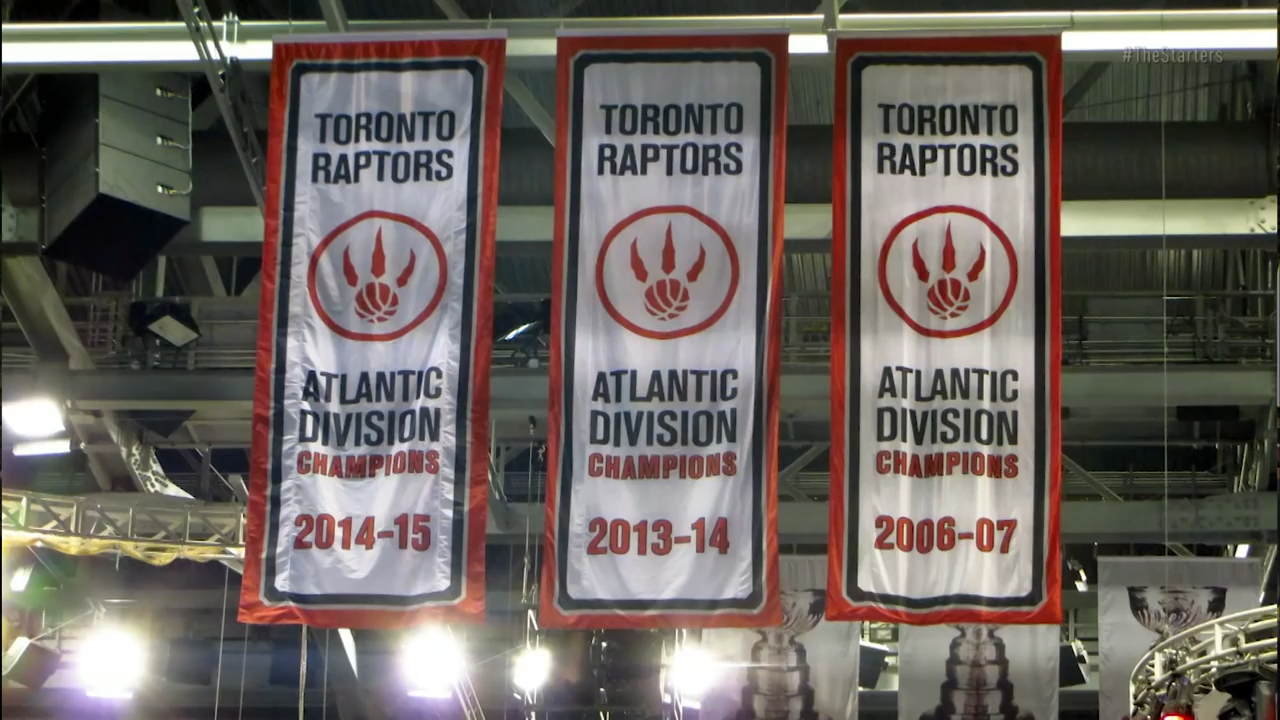 #TheStarters
TORONTO
RAPTORS
ATLANTIC
DIVISION
CHAMPIONS
2014-15
TORONTO
RAPTORS
ATLANTIC
DIVISION
CHAMPIONS
2013-14
TORONTO
RAPTORS
ATLANTIC
DIVISION
CHAMPIONS
2006-07